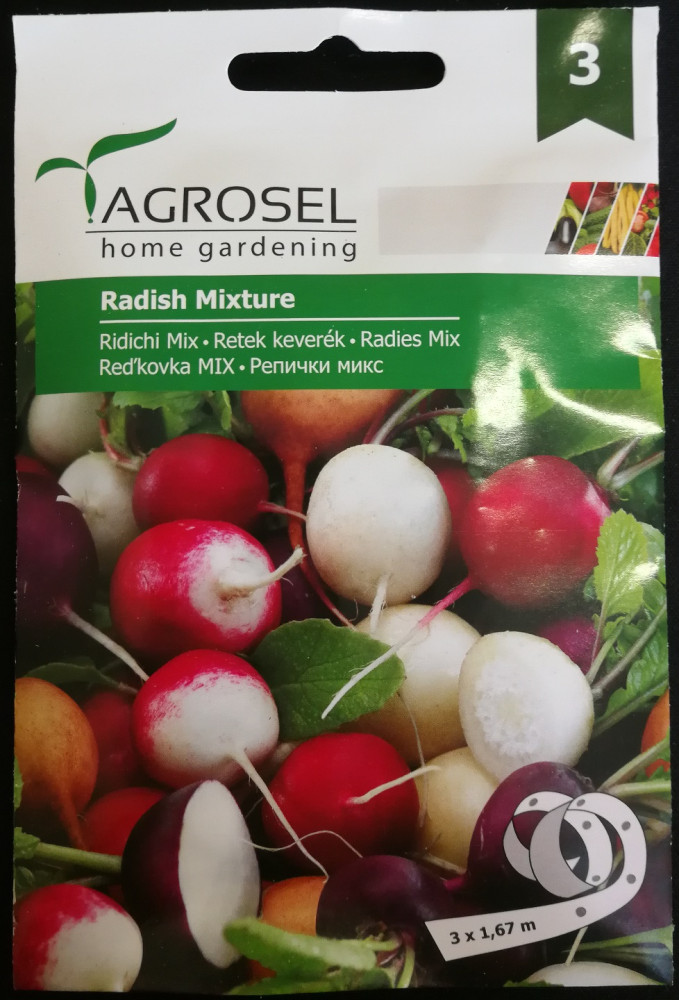 3
AGROSEL
home gardening
Radish Mixture
Ridichi Mix • Retek keverék • Radies Mix
Reďkovka MIX • Репички микс
3 x 1,67 m